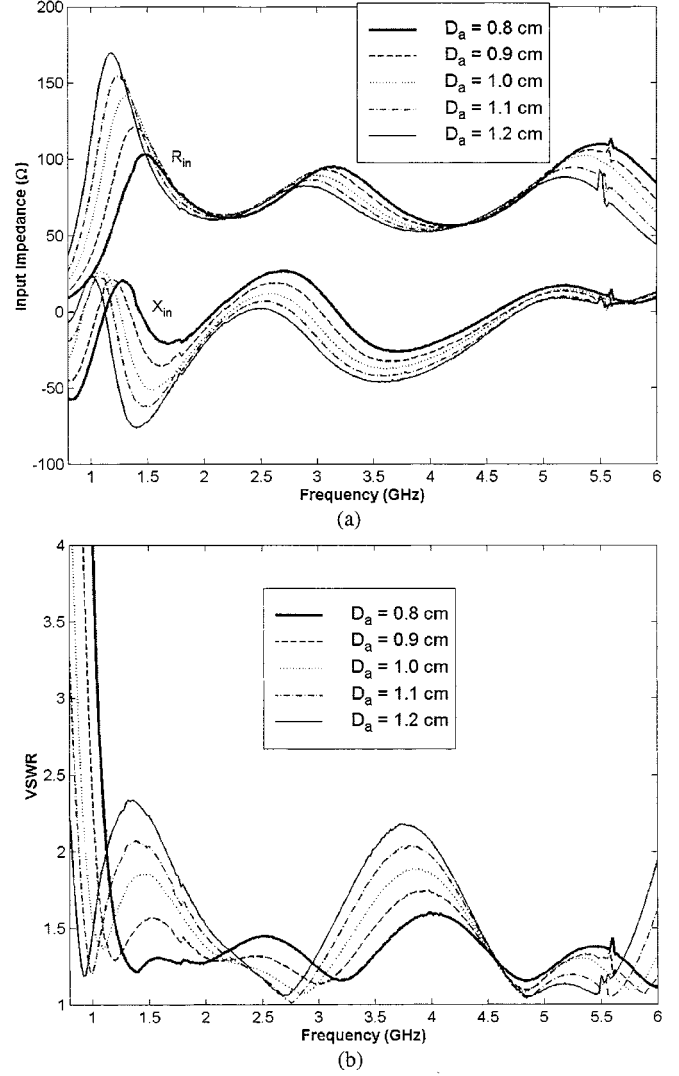 200
150
100
50
0
-50
-100
Input Impedance (Ω)
D_a = 0.8 cm
D_a = 0.9 cm
D_a = 1.0 cm
D_a = 1.1 cm
D_a = 1.2 cm
R_in
X_in
1 1.5 2 2.5 3 3.5 4 4.5 5 5.5 6
Frequency (GHz)
(a)
4
3.5
3
2.5
2
1.5
1
VSWR
D_a = 0.8 cm
D_a = 0.9 cm
D_a = 1.0 cm
D_a = 1.1 cm
D_a = 1.2 cm
1 1.5 2 2.5 3 3.5 4 4.5 5 5.5 6
Frequency (GHz)
(b)